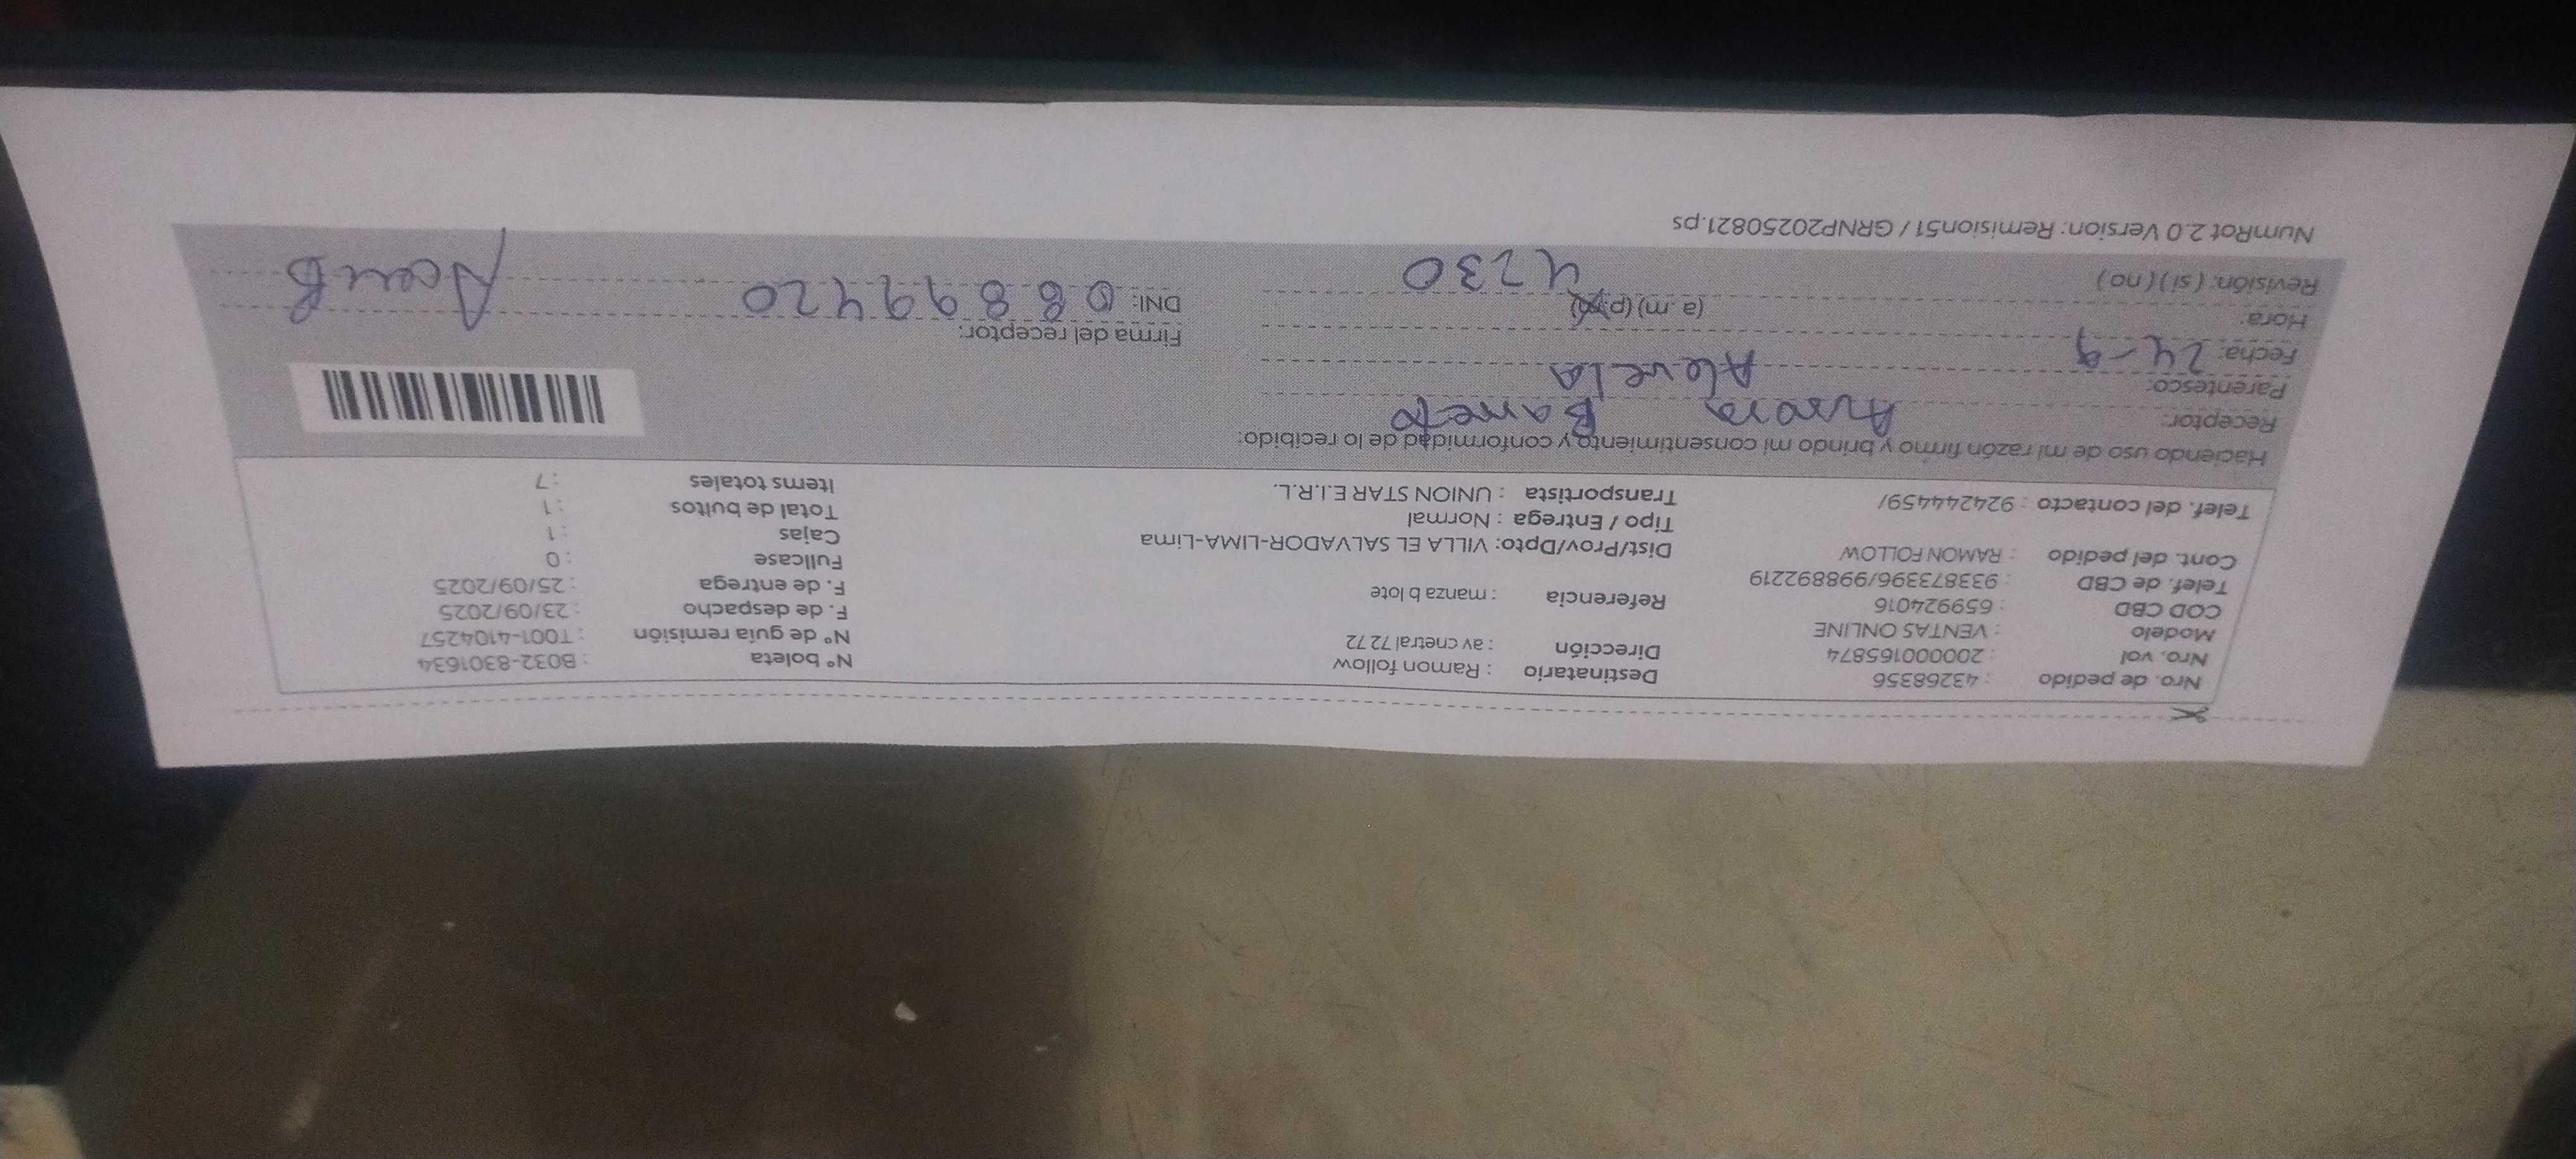 Nro. de pedido : 43268356
Nro. vol : 2000000165874
Modelo : VENTAS ONLINE
COD CBD : 659924016
Telef. de CBD : 933873396/998892219
Cont. del pedido : RAMON FOLLOW
Telef. del contacto : 924244459/
Destinatario : Ramon follow
Dirección : av cnetral 72 72
Referencia : manza b lote
Dist/Prov/Dpto: VILLA EL SALVADOR-LIMA-Lima
Tipo / Entrega : Normal
Transportista : UNION STAR E.I.R.L.
Nº boleta : B032-8301634
Nº de guía remisión : T001-4104257
F. de despacho : 23/09/2025
F. de entrega : 25/09/2025
Fullcase : 0
Cajas : 1
Total de bultos : 1
Items totales : 7
Haciendo uso de mi razón firmo y brindo mi consentimiento y conformidad de lo recibido:
Receptor: Aurora Barreto
Parentesco: Abuela
Fecha: 24-9
Hora: (a.m) (p.m) 4230
Revisión: ( si ) ( no )
Firma del receptor:
DNI: 08899420
NumRot 2.0 Version: Remision51 / GRNP20250821.ps